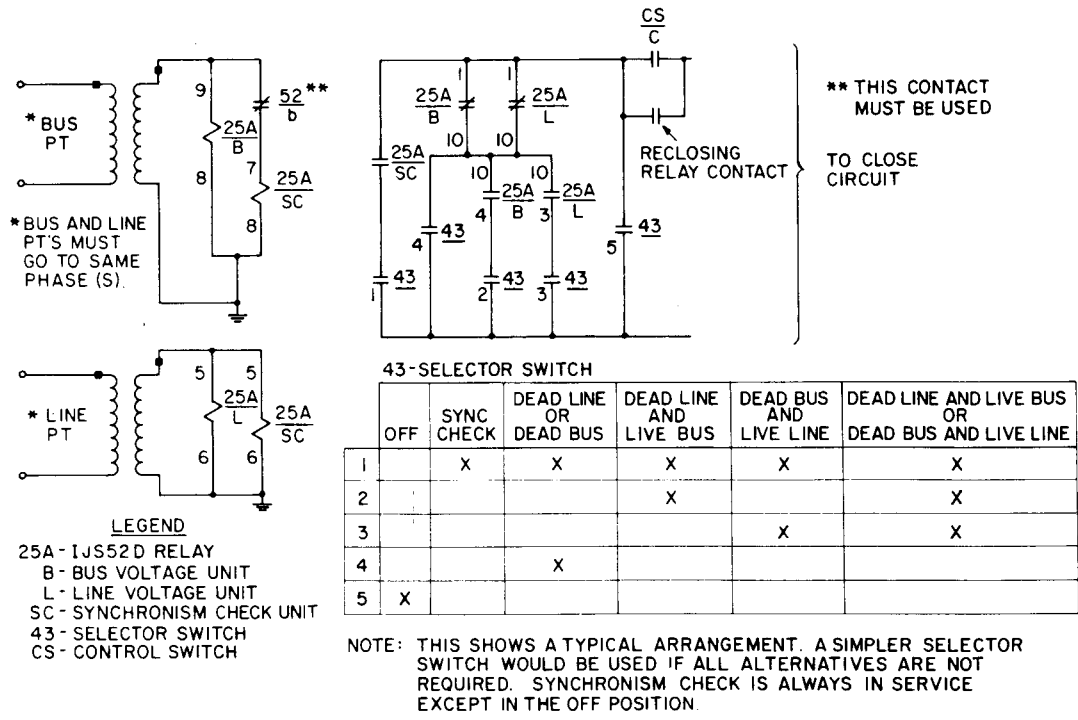 9
52 **
b
* BUS
PT
25A
B
7
8
25A
SC
8
* BUS AND LINE
PT'S MUST
GO TO SAME
PHASE (S).
CS
C
1
1
25A
B
25A
L
10
10
25A
SC
10
10
25A
B
25A
L
4
3
4 43
1 43
2 43
3 43
5 43
RECLOSING
RELAY CONTACT
** THIS CONTACT
MUST BE USED
TO CLOSE
CIRCUIT
* LINE
PT
5
5
25A
L
25A
SC
6
6
LEGEND
25A - IJS52D RELAY
B - BUS VOLTAGE UNIT
L - LINE VOLTAGE UNIT
SC - SYNCHRONISM CHECK UNIT
43 - SELECTOR SWITCH
CS - CONTROL SWITCH
43-SELECTOR SWITCH
OFF
SYNC
CHECK
DEAD LINE
OR
DEAD BUS
DEAD LINE
AND
LIVE BUS
DEAD BUS
AND
LIVE LINE
DEAD LINE AND LIVE BUS
OR
DEAD BUS AND LIVE LINE
1 X X X X X
2 X X
3 X X
4 X
5 X
NOTE: THIS SHOWS A TYPICAL ARRANGEMENT. A SIMPLER SELECTOR
SWITCH WOULD BE USED IF ALL ALTERNATIVES ARE NOT
REQUIRED. SYNCHRONISM CHECK IS ALWAYS IN SERVICE
EXCEPT IN THE OFF POSITION.